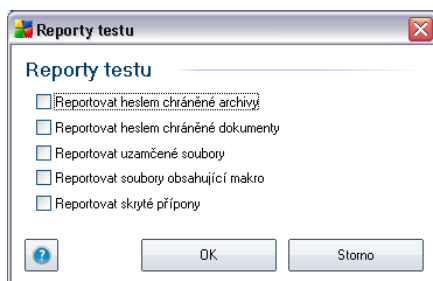 Reporty testu
Reporty testu
Reportovat heslem chráněné archivy
Reportovat heslem chráněné dokumenty
Reportovat uzamčené soubory
Reportovat soubory obsahující makro
Reportovat skryté přípony
? OK Storno